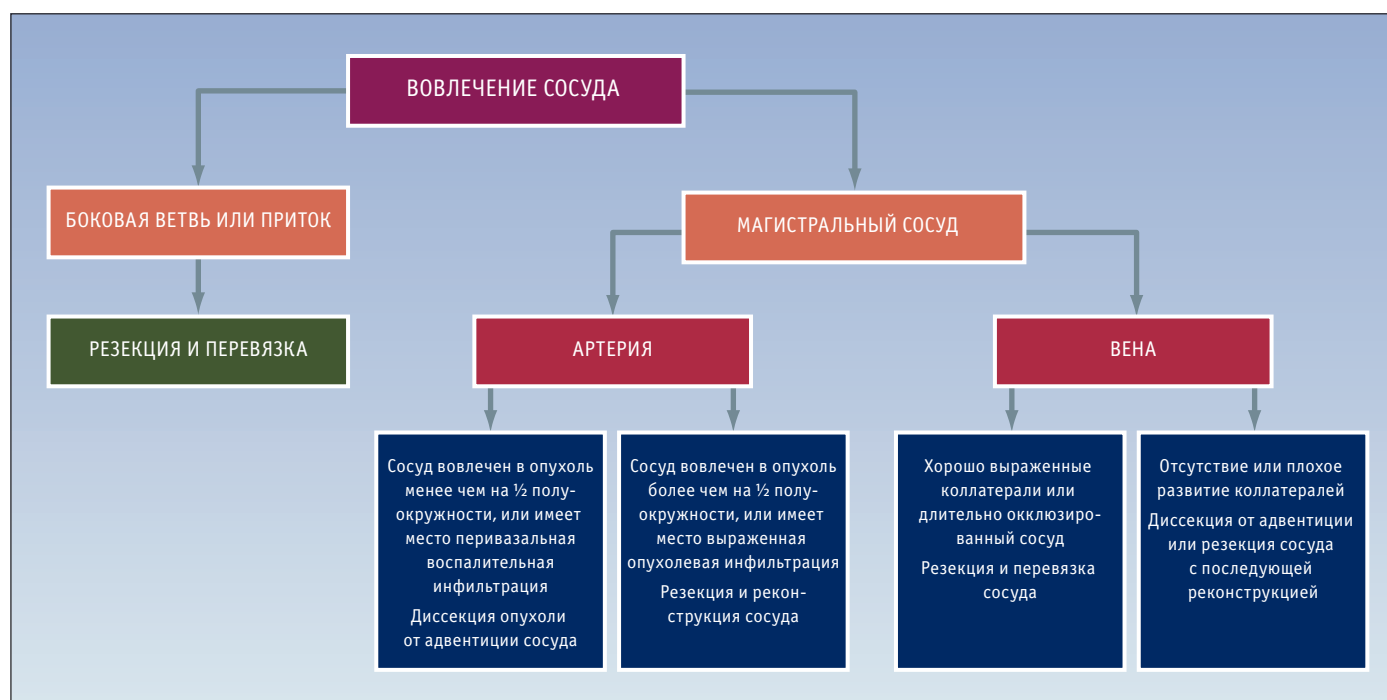 ВОВЛЕЧЕНИЕ СОСУДА
БОКОВАЯ ВЕТВЬ ИЛИ ПРИТОК
МАГИСТРАЛЬНЫЙ СОСУД
РЕЗЕКЦИЯ И ПЕРЕВЯЗКА
АРТЕРИЯ
ВЕНА
Сосуд вовлечен в опухоль
менее чем на ½ полу-
окружности, или имеет
место перивазальная
воспалительная
инфильтрация
Диссекция опухоли
от адвентиции сосуда
Сосуд вовлечен в опухоль
более чем на ½ полу-
окружности, или имеет
место выраженная
опухолевая инфильтрация
Резекция и рекон-
струкция сосуда
Хорошо выраженные
коллатерали или
длительно окклюзиро-
ванный сосуд
Резекция и перевязка
сосуда
Отсутствие или плохое
развитие коллатералей
Диссекция от адвентиции
или резекция сосуда
с последующей
реконструкцией